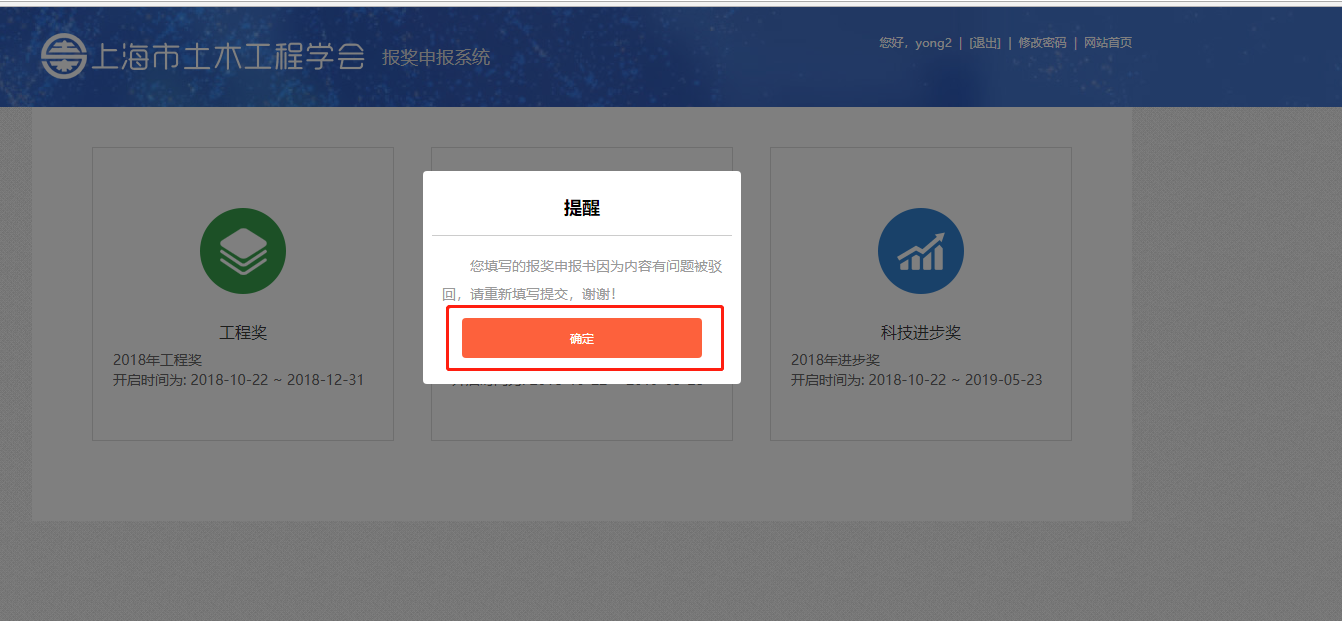 上海市土木工程学会 报奖申报系统
您好，yong2 | [退出] | 修改密码 | 网站首页
提醒
您填写的报奖申报书因为内容有问题被驳
回，请重新填写提交，谢谢！
确定
工程奖
2018年工程奖
开启时间为: 2018-10-22 ~ 2018-12-31
科技进步奖
2018年进步奖
开启时间为: 2018-10-22 ~ 2019-05-23